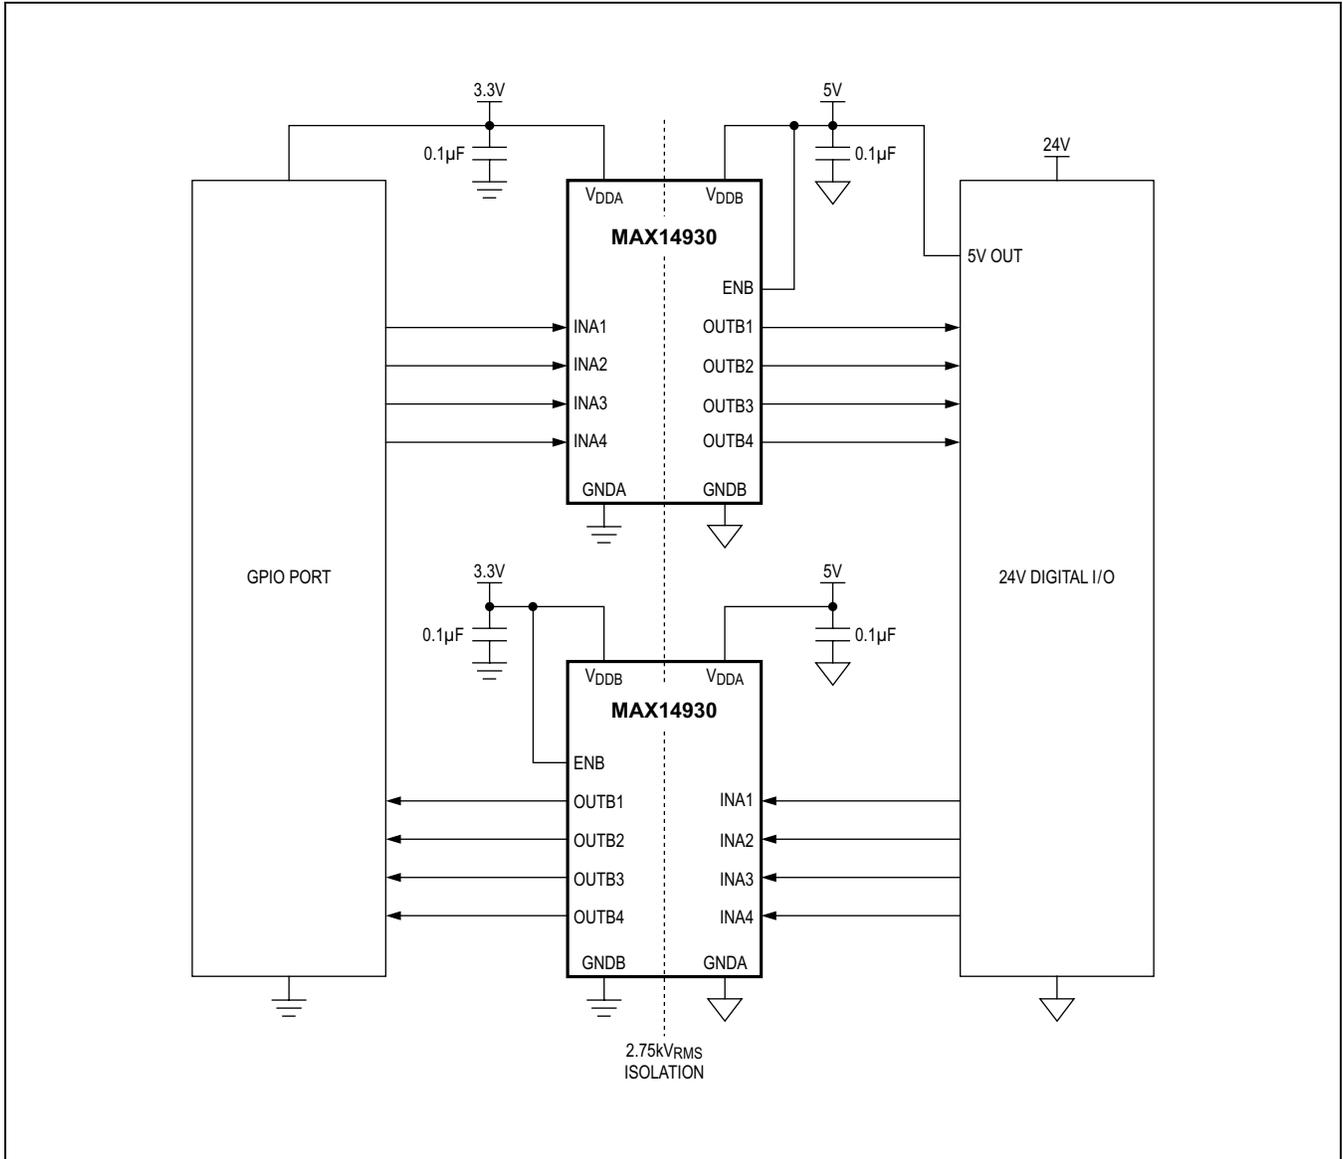 3.3V
5V
24V
0.1µF
0.1µF
VDDA
VDDB
MAX14930
5V OUT
ENB
INA1
OUTB1
INA2
OUTB2
INA3
OUTB3
INA4
OUTB4
GNDA
GNDB
GPIO PORT
24V DIGITAL I/O
3.3V
5V
0.1µF
0.1µF
VDDB
VDDA
MAX14930
ENB
OUTB1
INA1
OUTB2
INA2
OUTB3
INA3
OUTB4
INA4
GNDB
GNDA
2.75kVRMS
ISOLATION